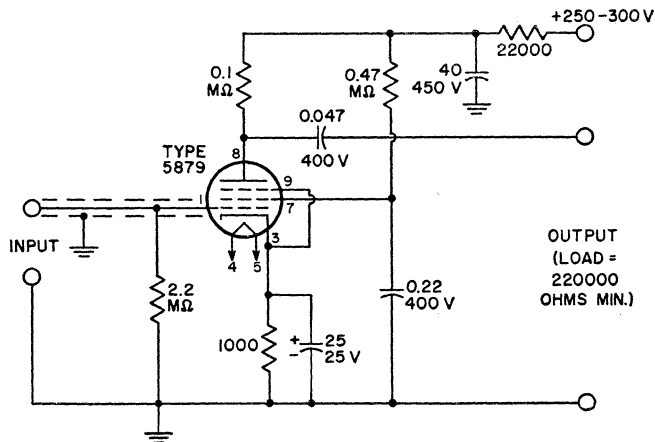 +250-300 V
22000
0.1
MΩ
0.47
MΩ
40
450 V
0.047
400 V
TYPE
5879
8
9
7
3
4
5
INPUT
2.2
MΩ
0.22
400 V
OUTPUT
(LOAD =
220000
OHMS MIN.)
1000
+
-
25
25 V